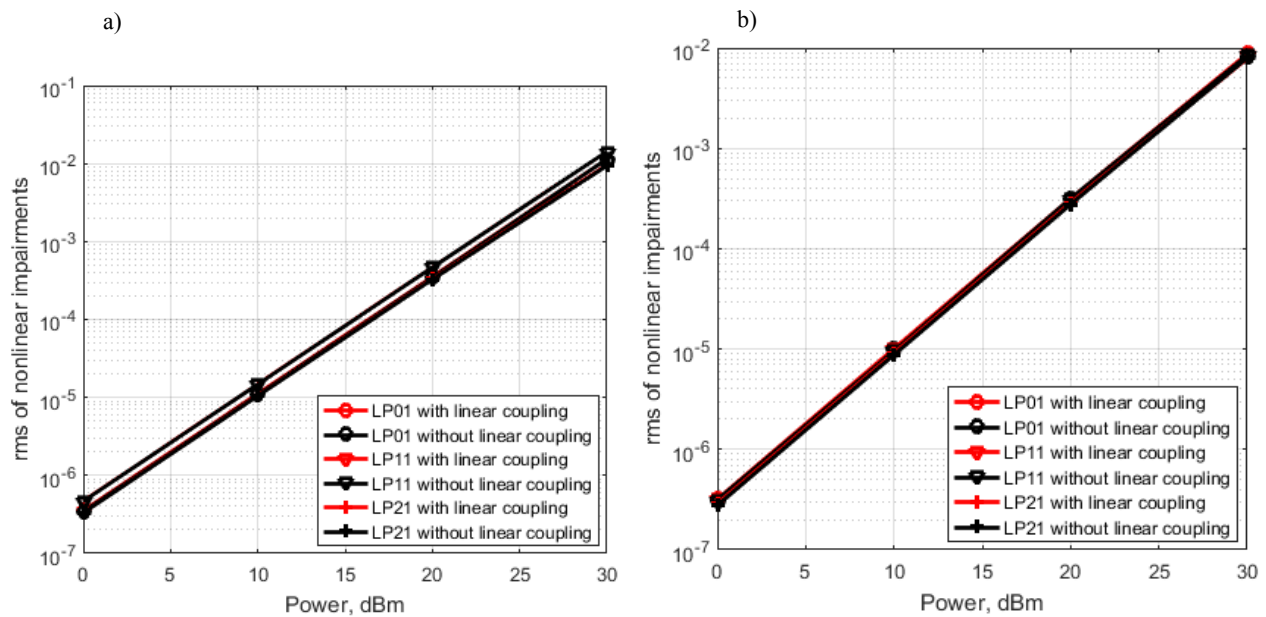 a)
10-1
10-2
10-3
10-4
10-5
10-6
10-7
rms of nonlinear impairments
LP01 with linear coupling
LP01 without linear coupling
LP11 with linear coupling
LP11 without linear coupling
LP21 with linear coupling
LP21 without linear coupling
0 5 10 15 20 25 30
Power, dBm
b)
10-2
10-3
10-4
10-5
10-6
10-7
rms of nonlinear impairments
LP01 with linear coupling
LP01 without linear coupling
LP11 with linear coupling
LP11 without linear coupling
LP21 with linear coupling
LP21 without linear coupling
0 5 10 15 20 25 30
Power, dBm